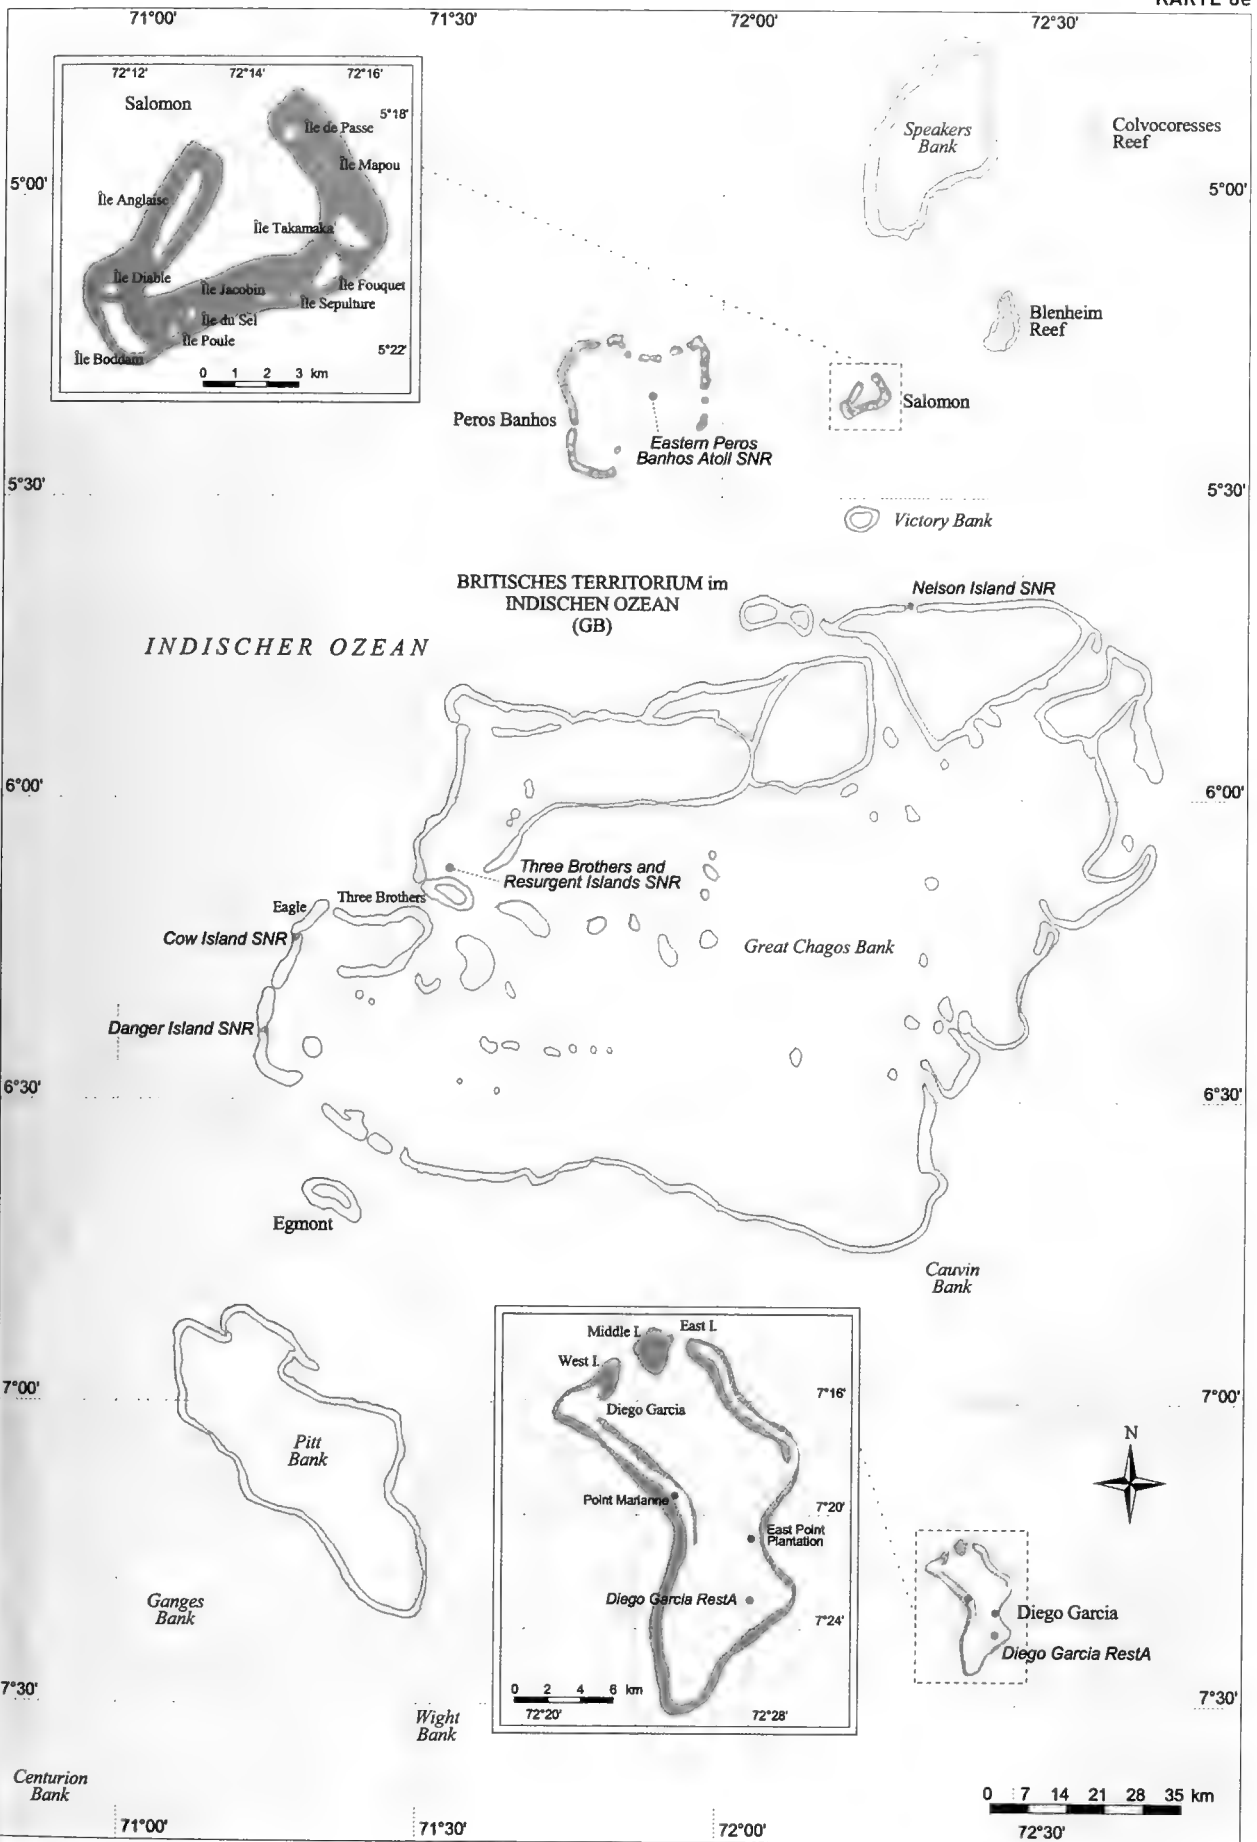 71°00'
71°30'
72°00'
72°30'
72°12'
72°14'
72°16'
Salomon
5°18'
Île de Passe
Île Mapou
Île Anglaise
Île Takamaka
Île Diable
Île Jacobin
Île Fouquet
Île Sepulture
Île du Sel
Île Poule
Île Boddam
5°22'
0 1 2 3 km
Speakers
Bank
Colvocoresses
Reef
5°00'
5°00'
Blenheim
Reef
Salomon
Peros Banhos
Eastern Peros
Banhos Atoll SNR
5°30'
5°30'
Victory Bank
BRITISCHES TERRITORIUM im
INDISCHEN OZEAN
(GB)
Nelson Island SNR
INDISCHER OZEAN
6°00'
6°00'
Three Brothers and
Resurgent Islands SNR
Three Brothers
Eagle
Cow Island SNR
Great Chagos Bank
Danger Island SNR
6°30'
6°30'
Egmont
Cauvin
Bank
Middle I.
East I.
West I.
7°16'
Diego Garcia
Point Marianne
7°20'
East Point
Plantation
Diego Garcia RestA
7°24'
0 2 4 6 km
72°20'
72°28'
7°00'
7°00'
Pitt
Bank
N
Ganges
Bank
Diego Garcia
Diego Garcia RestA
7°30'
7°30'
Wight
Bank
Centurion
Bank
0 7 14 21 28 35 km
71°00'
71°30'
72°00'
72°30'